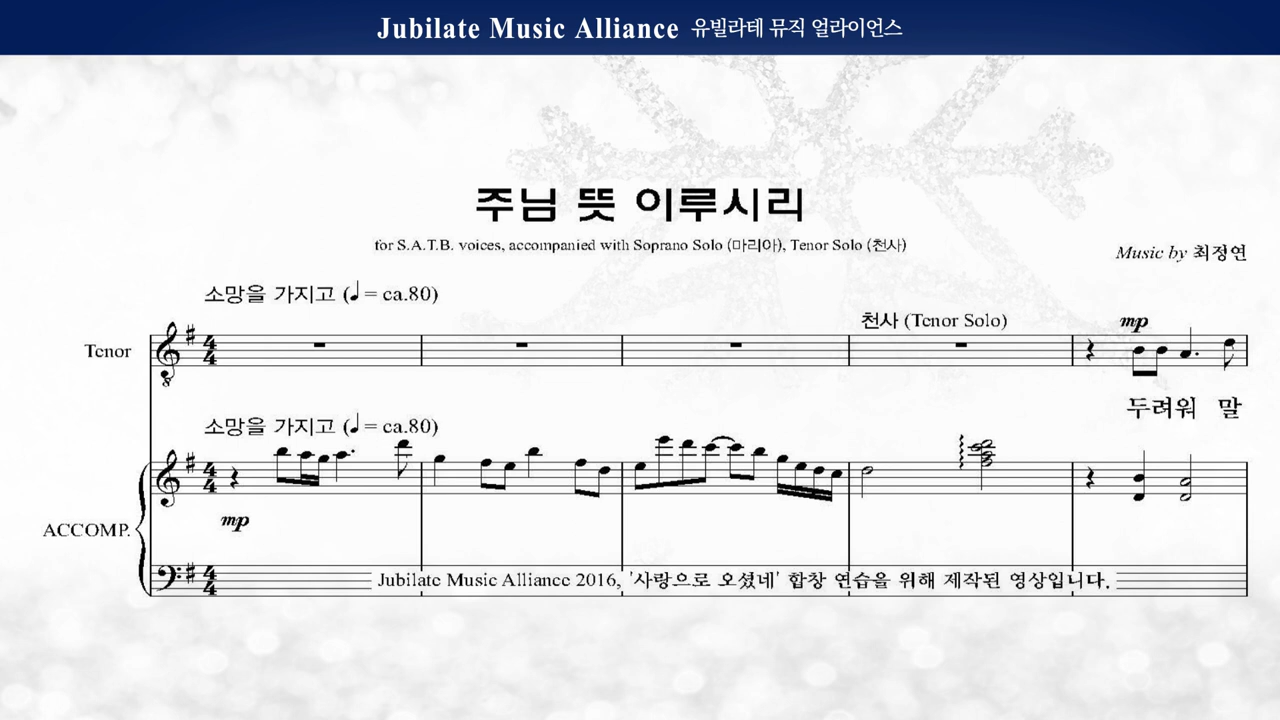 Jubilate Music Alliance 유빌라테 뮤직 얼라이언스
주님 뜻 이루시리
for S.A.T.B. voices, accompanied with Soprano Solo (마리아), Tenor Solo (천사)
Music by 최정연
소망을 가지고 (♩ = ca.80)
천사 (Tenor Solo)
mp
Tenor
두려워 말
소망을 가지고 (♩ = ca.80)
mp
ACCOMP.
Jubilate Music Alliance 2016, '사랑으로 오셨네' 합창 연습을 위해 제작된 영상입니다.